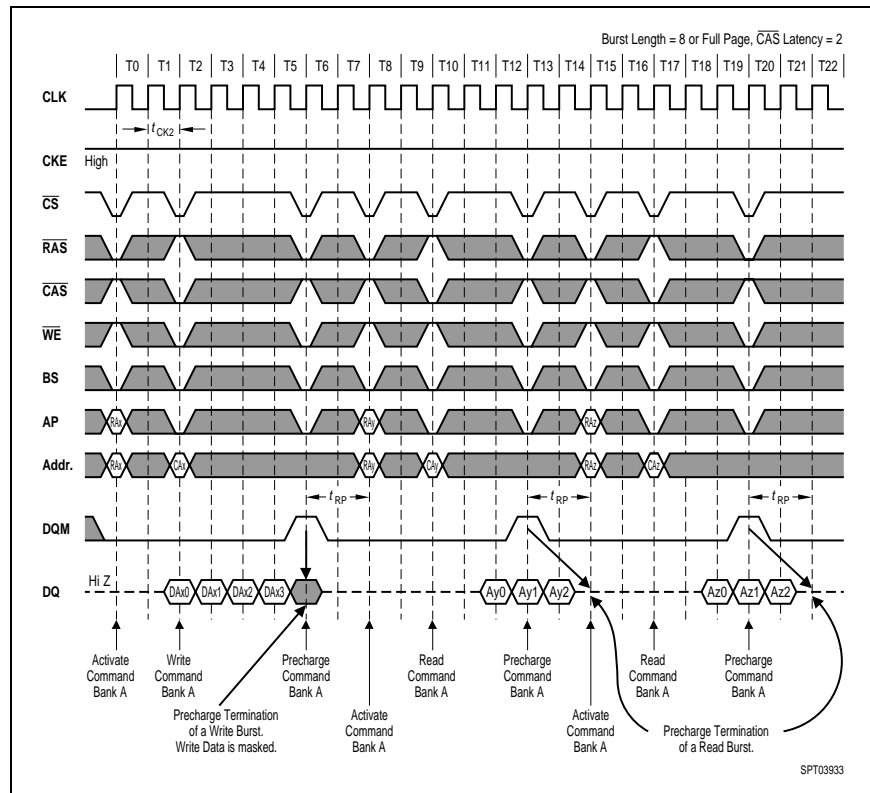 Burst Length = 8 or Full Page, CAS Latency = 2
T0 T1 T2 T3 T4 T5 T6 T7 T8 T9 T10 T11 T12 T13 T14 T15 T16 T17 T18 T19 T20 T21 T22
CLK
tCK2
CKE High
CS
RAS
CAS
WE
BS
AP RAx RAy RAz
Addr. RAx CAx RAy CAy RAz CAz
tRP tRP tRP
DQM
DQ Hi Z DAx0 DAx1 DAx2 DAx3 Ay0 Ay1 Ay2 Az0 Az1 Az2
Activate Command Bank A
Write Command Bank A
Precharge Command Bank A
Read Command Bank A
Precharge Command Bank A
Read Command Bank A
Precharge Command Bank A
Precharge Termination
of a Write Burst.
Write Data is masked.
Activate Command Bank A
Activate Command Bank A
Precharge Termination
of a Read Burst.
SPT03933